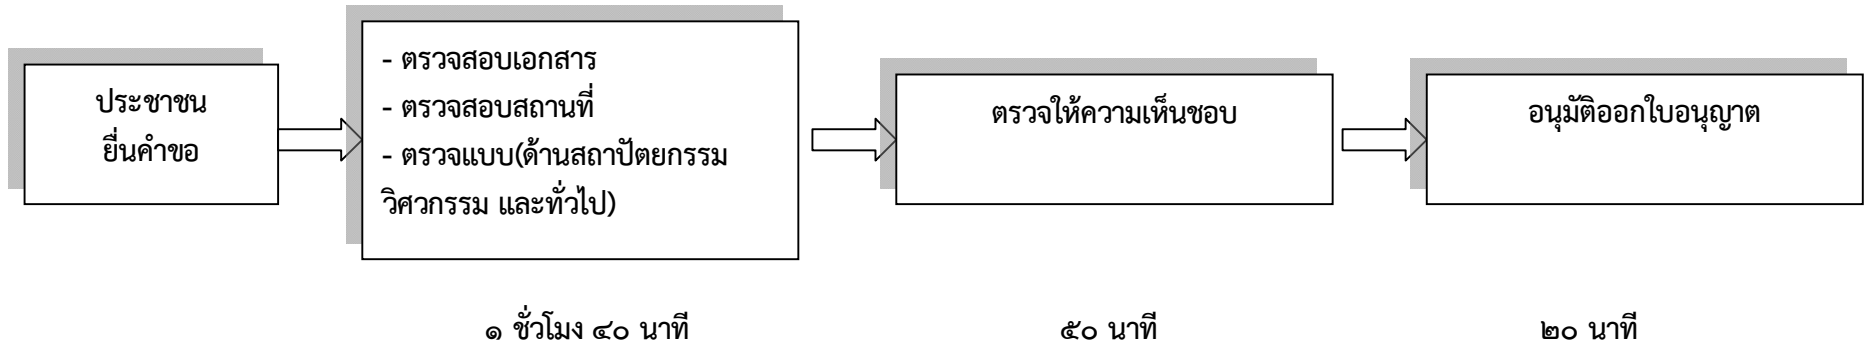 ประชาชน
ยื่นคำขอ
- ตรวจสอบเอกสาร
- ตรวจสอบสถานที่
- ตรวจแบบ(ด้านสถาปัตยกรรม
วิศวกรรม และทั่วไป)
ตรวจให้ความเห็นชอบ
อนุมัติออกใบอนุญาต
๑ ชั่วโมง ๔๐ นาที
๕๐ นาที
๒๐ นาที